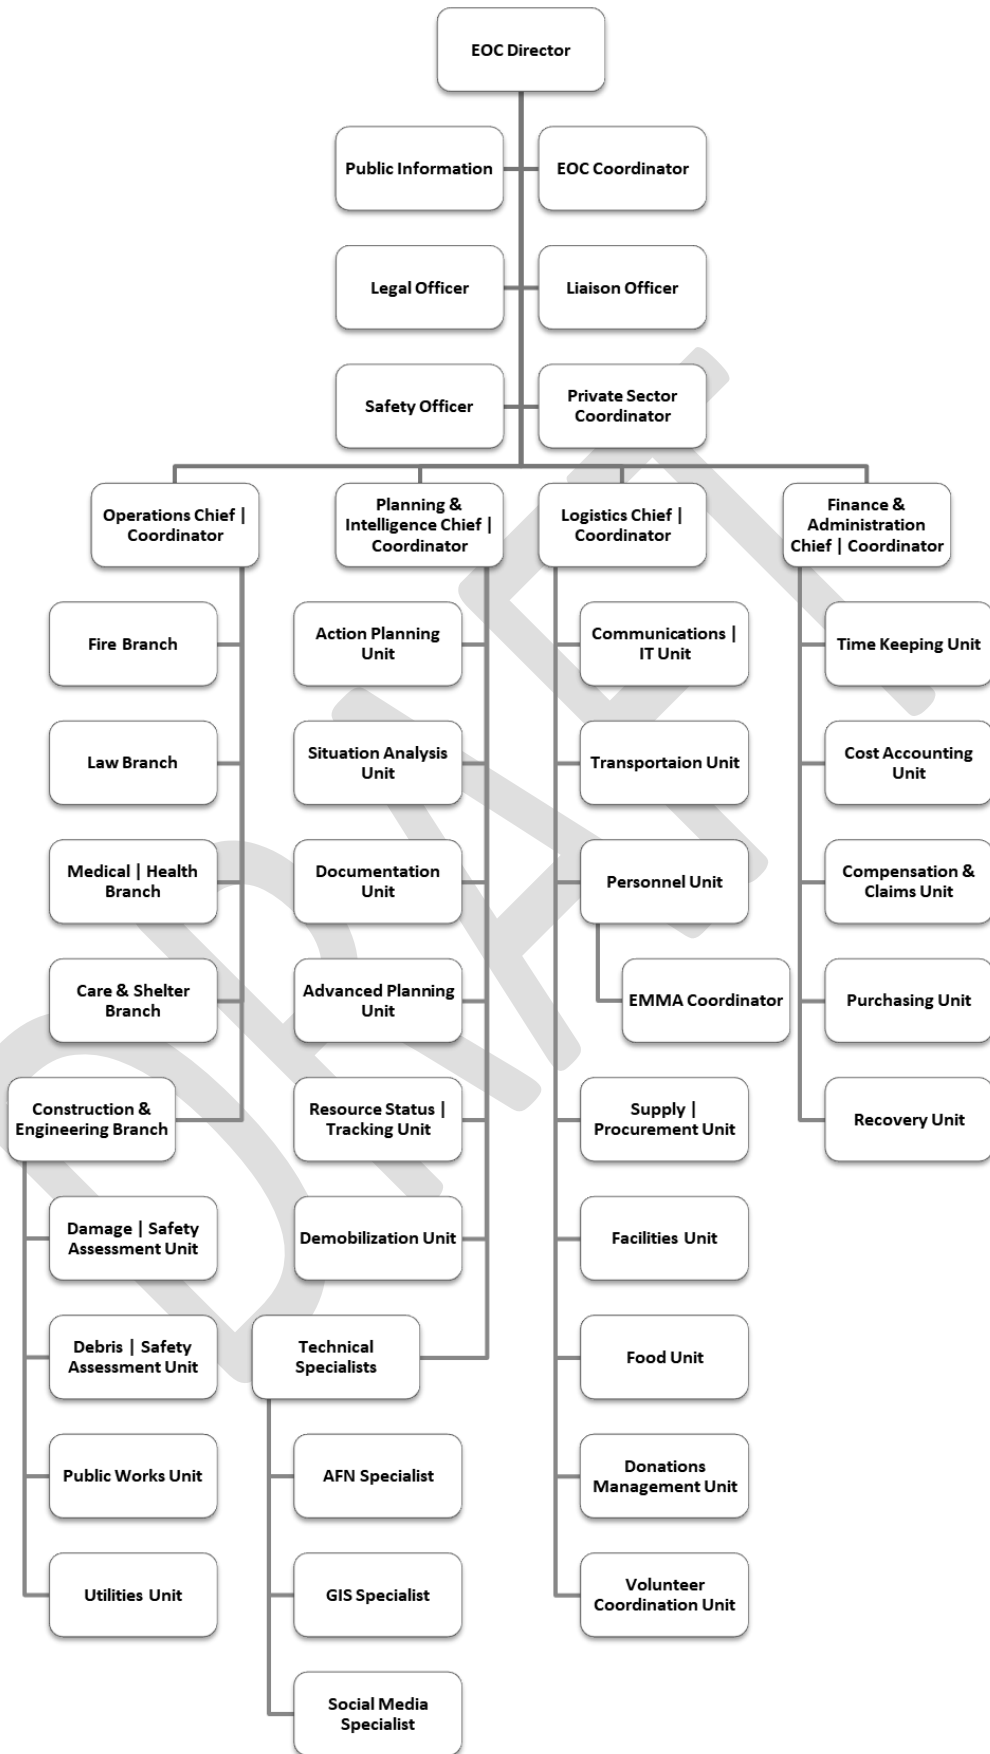 EOC Director
Public Information
EOC Coordinator
Legal Officer
Liaison Officer
Safety Officer
Private Sector
Coordinator
Operations Chief |
Coordinator
Planning &
Intelligence Chief |
Coordinator
Logistics Chief |
Coordinator
Finance &
Administration
Chief | Coordinator
Fire Branch
Law Branch
Medical | Health
Branch
Care & Shelter
Branch
Construction &
Engineering Branch
Damage | Safety
Assessment Unit
Debris | Safety
Assessment Unit
Public Works Unit
Utilities Unit
Action Planning
Unit
Situation Analysis
Unit
Documentation
Unit
Advanced Planning
Unit
Resource Status |
Tracking Unit
Demobilization Unit
Technical
Specialists
AFN Specialist
GIS Specialist
Social Media
Specialist
Communications |
IT Unit
Transportaion Unit
Personnel Unit
EMMA Coordinator
Supply |
Procurement Unit
Facilities Unit
Food Unit
Donations
Management Unit
Volunteer
Coordination Unit
Time Keeping Unit
Cost Accounting
Unit
Compensation &
Claims Unit
Purchasing Unit
Recovery Unit
DRAFT